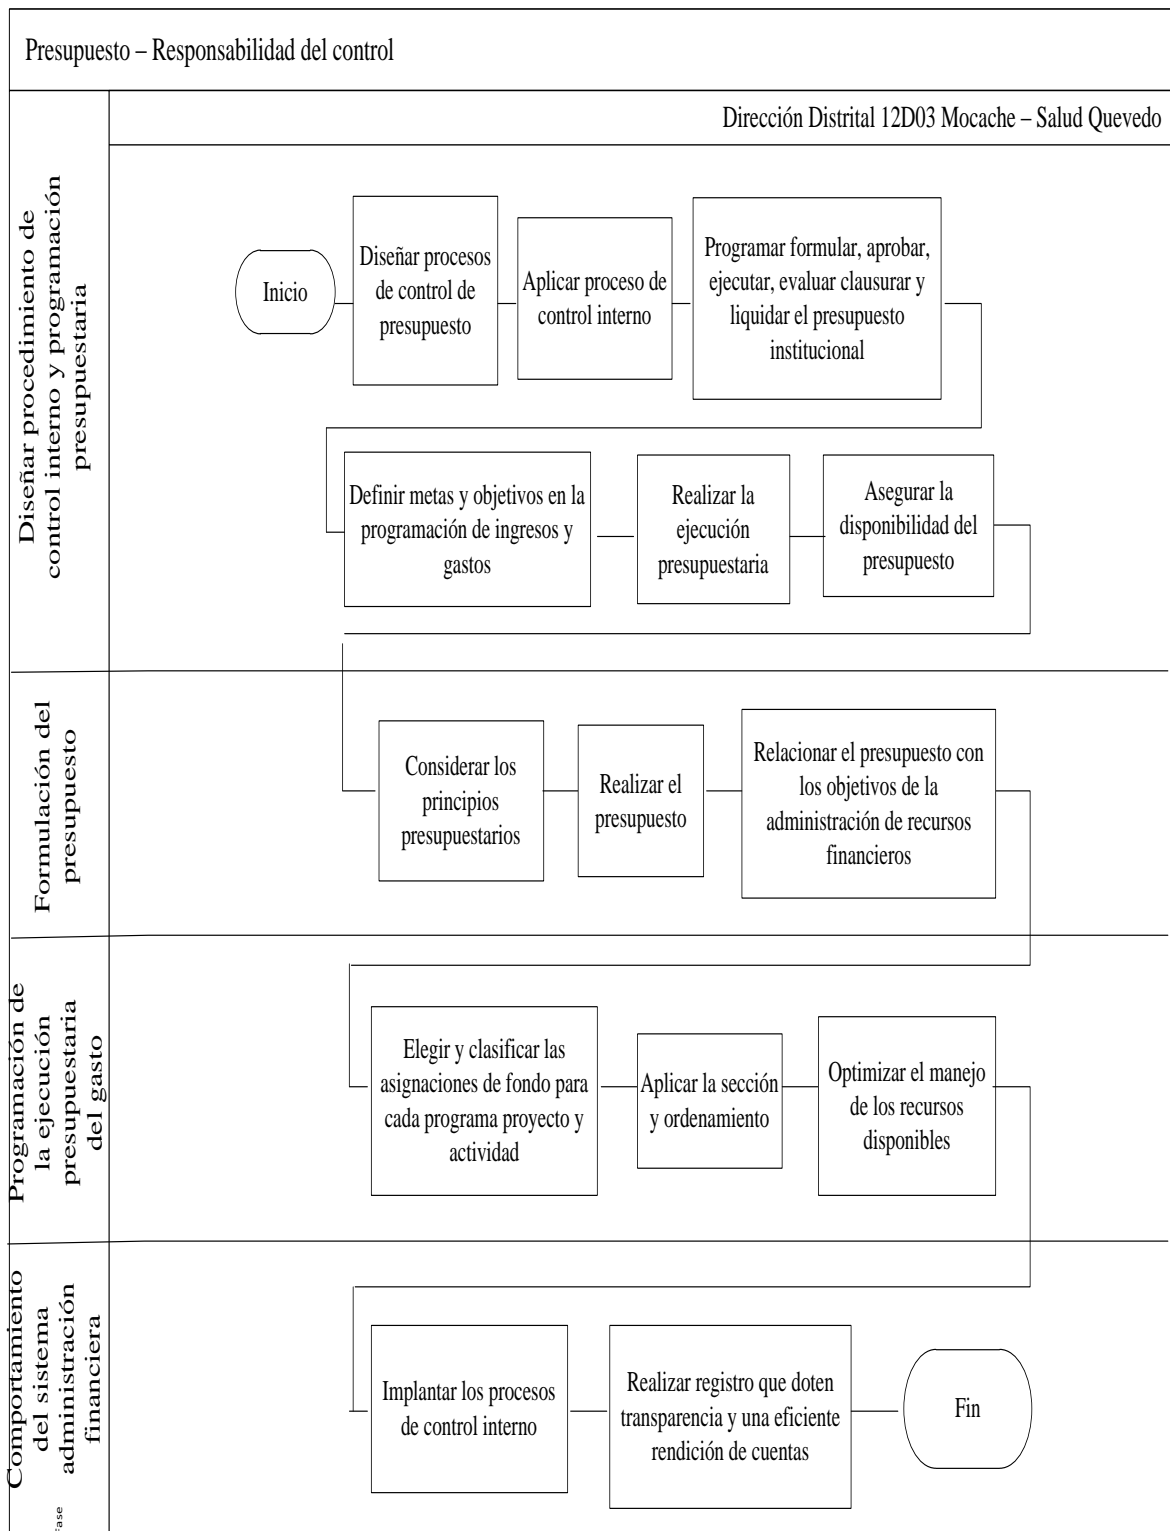 Presupuesto – Responsabilidad del control
Dirección Distrital 12D03 Mocache – Salud Quevedo
Diseñar procedimiento de
control interno y programación
presupuestaria
Inicio
Diseñar procesos
de control de
presupuesto
Aplicar proceso de
control interno
Programar formular, aprobar,
ejecutar, evaluar clausurar y
liquidar el presupuesto
institucional
Definir metas y objetivos en la
programación de ingresos y
gastos
Realizar la
ejecución
presupuestaria
Asegurar la
disponibilidad del
presupuesto
Formulación del
presupuesto
Considerar los
principios
presupuestarios
Realizar el
presupuesto
Relacionar el presupuesto con
los objetivos de la
administración de recursos
financieros
Programación de
la ejecución
presupuestaria
del gasto
Elegir y clasificar las
asignaciones de fondo para
cada programa proyecto y
actividad
Aplicar la sección
y ordenamiento
Optimizar el manejo
de los recursos
disponibles
Comportamiento
del sistema
administración
financiera
Implantar los procesos
de control interno
Realizar registro que doten
transparencia y una eficiente
rendición de cuentas
Fin
Fase